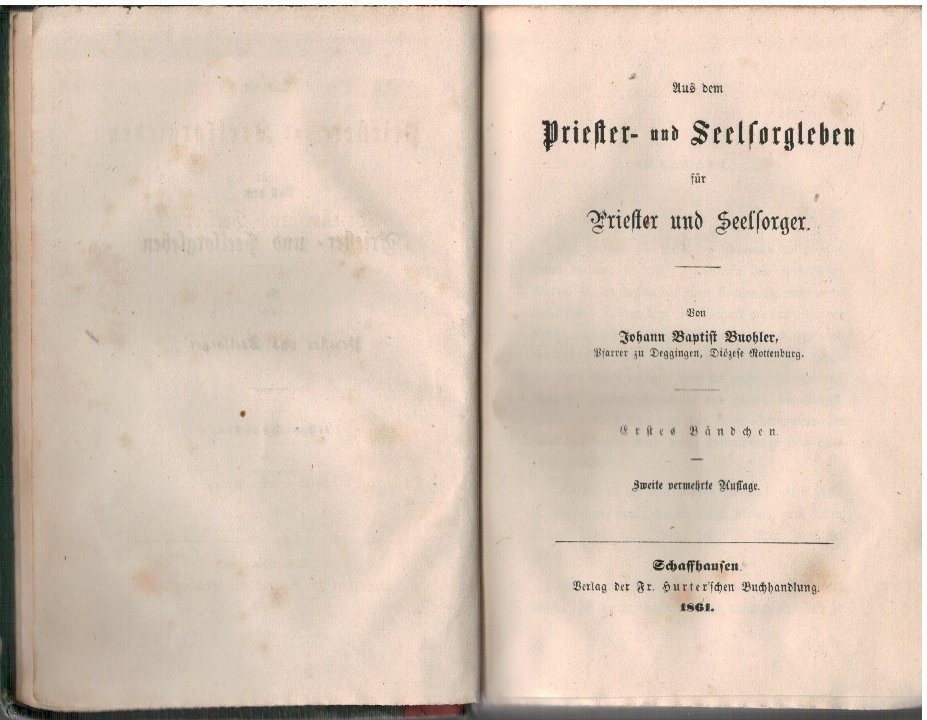 Aus dem
Priester- und Seelsorgleben
für
Priester und Seelsorger.
Von
Johann Baptist Buohler,
Pfarrer zu Deggingen, Diözese Rottenburg.
Erstes Bändchen.
Zweite vermehrte Auflage.
Schaffhausen.
Verlag der Fr. Hurter'schen Buchhandlung.
1861.